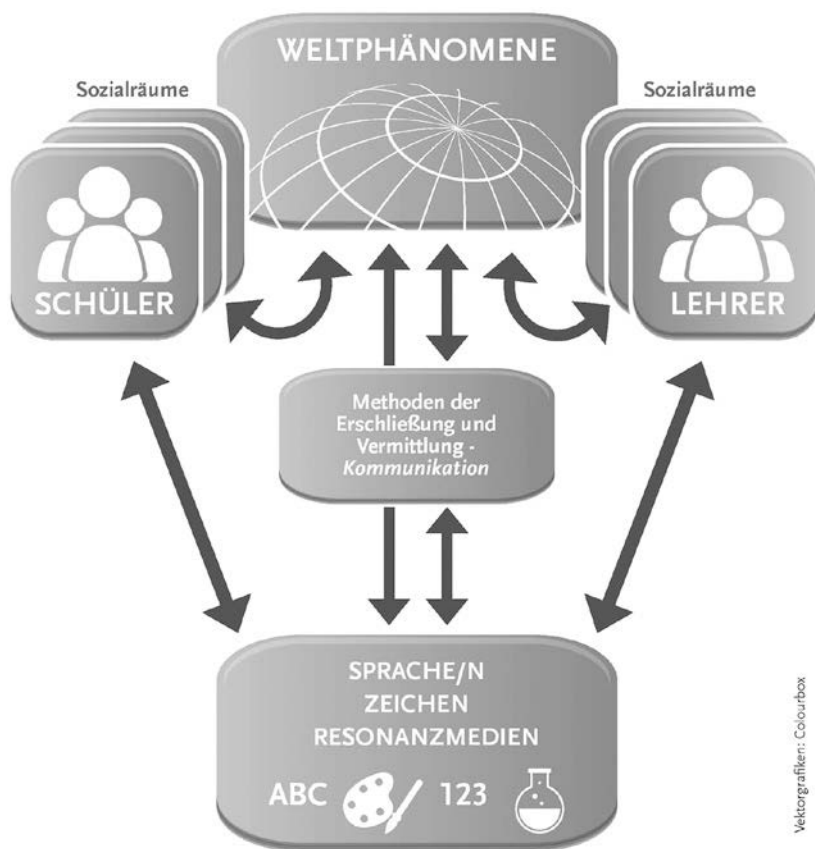 WELTPHÄNOMENE
Sozialräume
Sozialräume
SCHÜLER
LEHRER
Methoden der
Erschließung und
Vermittlung -
Kommunikation
SPRACHE/N
ZEICHEN
RESONANZMEDIEN
ABC
123
Vektorgrafiken: Colourbox